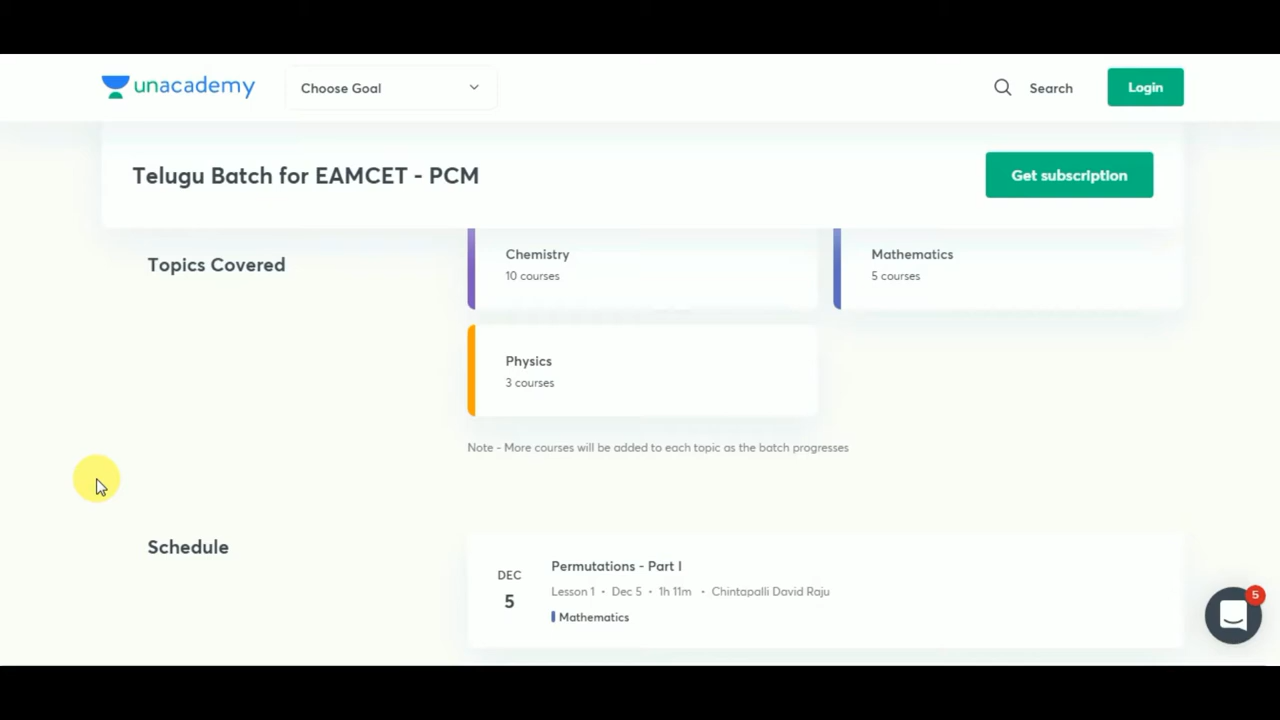 unacademy
Choose Goal
Search
Login
Telugu Batch for EAMCET - PCM
Get subscription
Topics Covered
Chemistry
10 courses
Mathematics
5 courses
Physics
3 courses
Note - More courses will be added to each topic as the batch progresses
Schedule
DEC
5
Permutations - Part I
Lesson 1 • Dec 5 • 1h 11m • Chintapalli David Raju
Mathematics
5